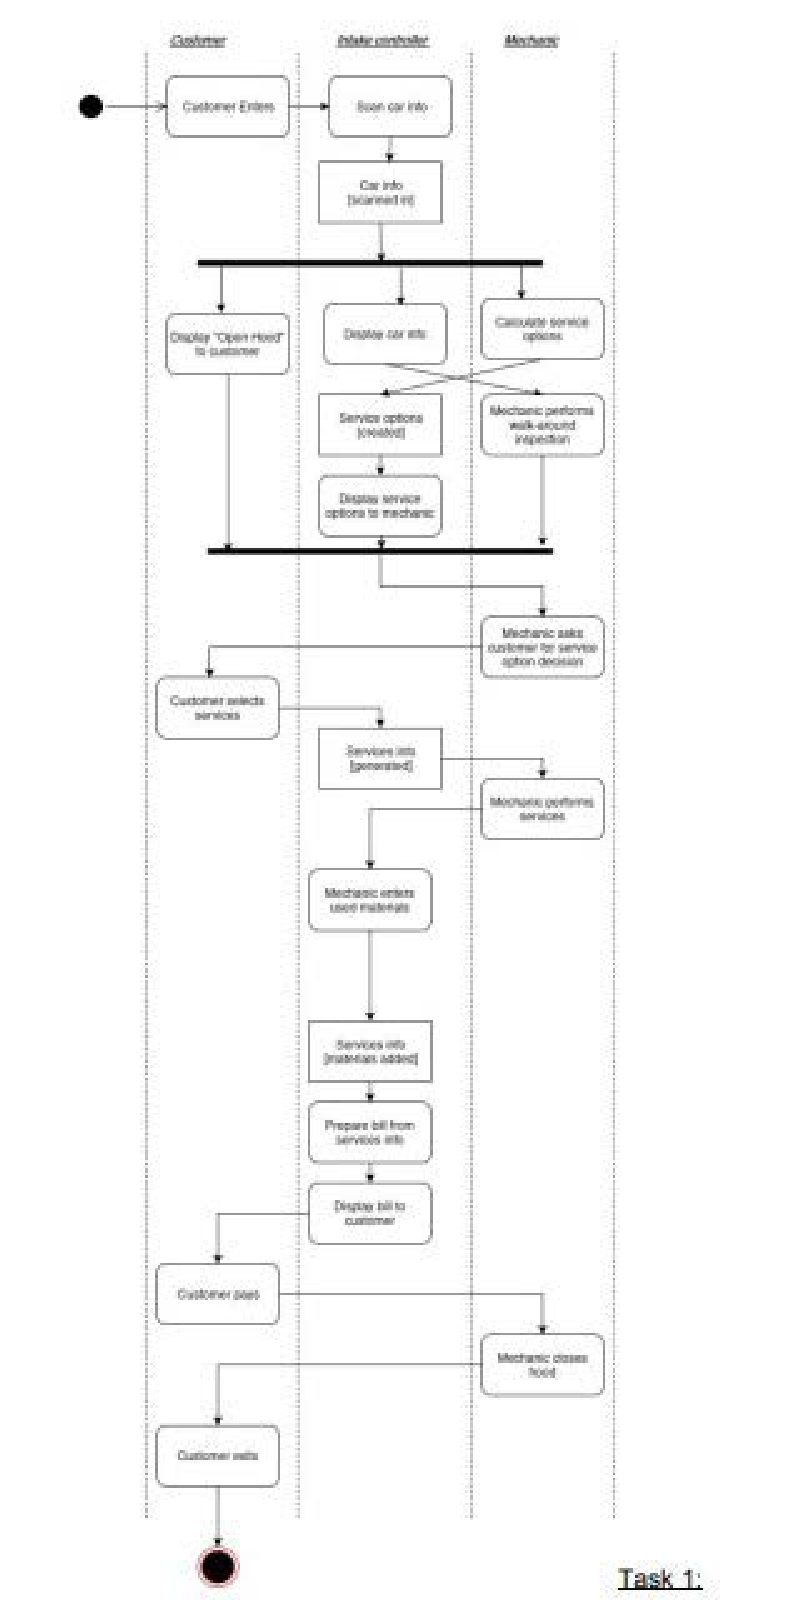 Customer
Intake controller
Mechanic
Customer Enters
Scan car info
Car info
[scanned in]
Display "Open Hood"
to customer
Display car info
Calculate service
options
Service options
[created]
Mechanic performs
walk-around
inspection
Display service
options to mechanic
Mechanic asks
customer for service
option decision
Customer selects
services
Services info
[generated]
Mechanic performs
services
Mechanic enters
used materials
Services info
[materials added]
Prepare bill from
services info
Display bill to
customer
Customer pays
Mechanic closes
hood
Customer exits
Task 1: